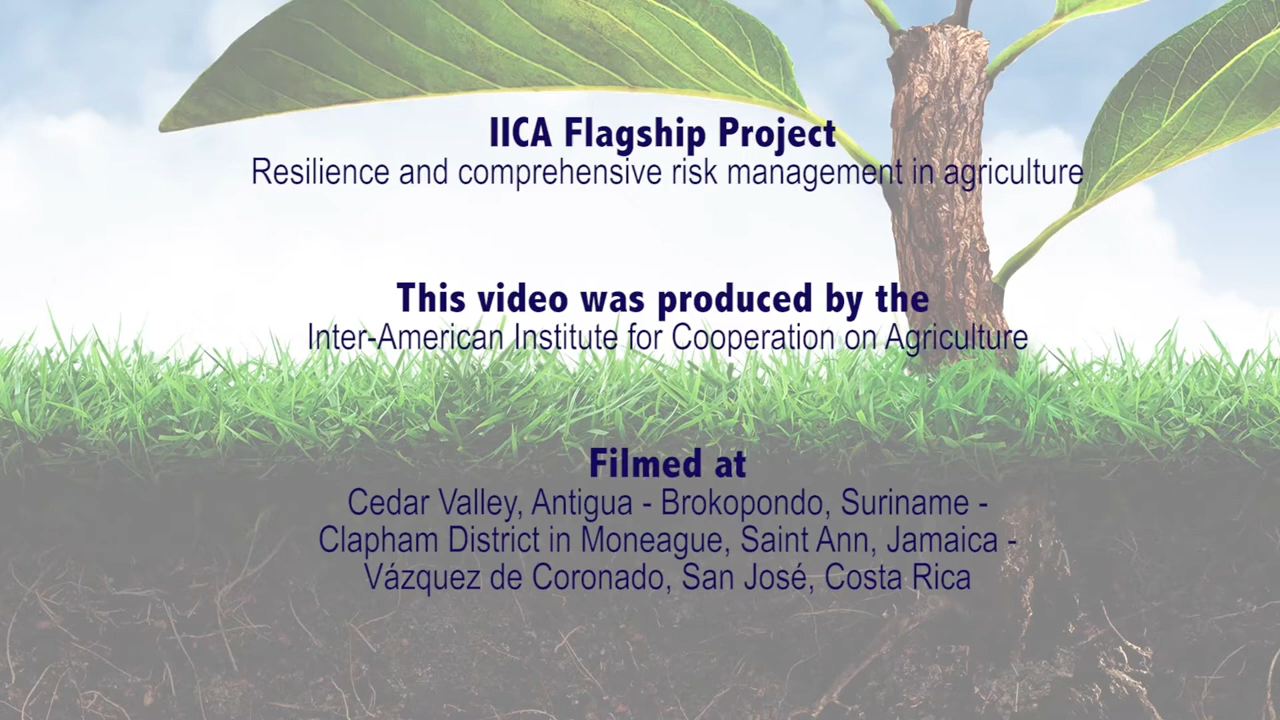 IICA Flagship Project
Resilience and comprehensive risk management in agriculture
This video was produced by the
Inter-American Institute for Cooperation on Agriculture
Filmed at
Cedar Valley, Antigua - Brokopondo, Suriname -
Clapham District in Moneague, Saint Ann, Jamaica -
Vázquez de Coronado, San José, Costa Rica